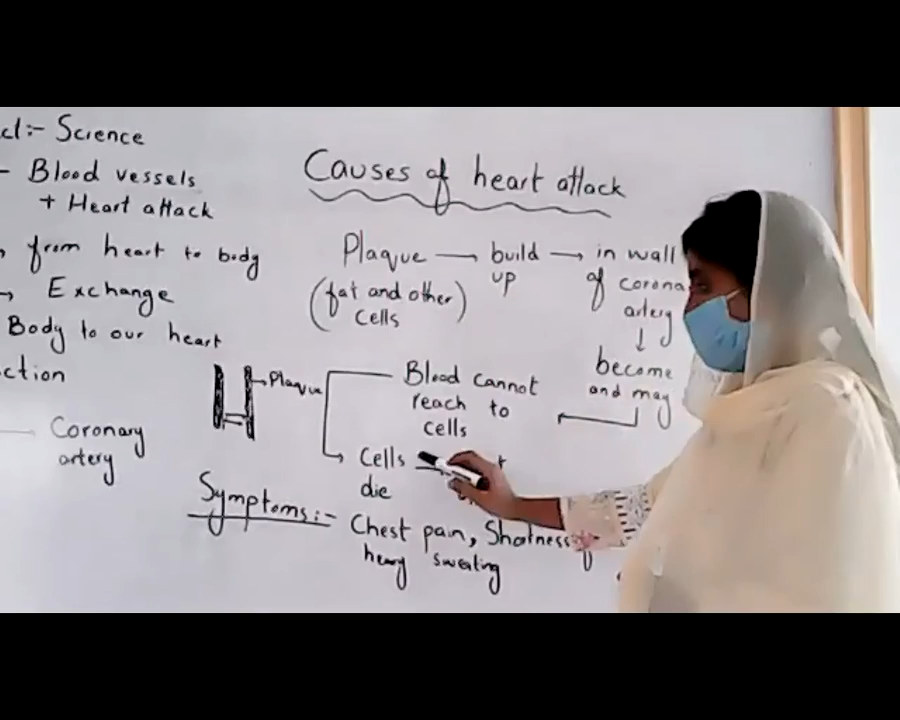 ct:- Science
- Blood vessels
+ Heart attack
from heart to body
→ Exchange
Body to our heart
ction
Coronary
artery
Causes of heart attack
Plaque → build up → in wall
of corona
artery
↓
(fat and other
cells)
become
and may
Plaque
Blood cannot
reach to
cells
→ Cells
die
Symptoms:- Chest pain, Shotness
heavy sweating